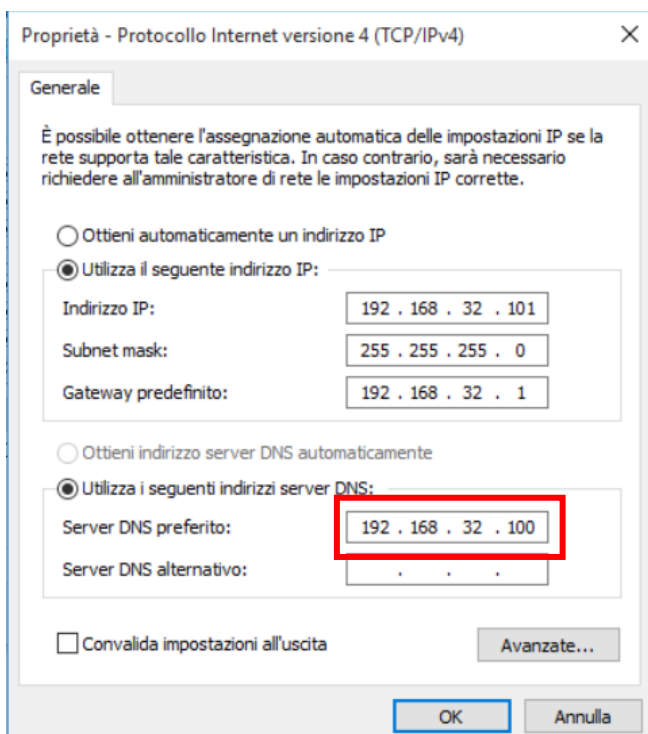 Proprietà - Protocollo Internet versione 4 (TCP/IPv4)
Generale
È possibile ottenere l'assegnazione automatica delle impostazioni IP se la
rete supporta tale caratteristica. In caso contrario, sarà necessario
richiedere all'amministratore di rete le impostazioni IP corrette.
Ottieni automaticamente un indirizzo IP
Utilizza il seguente indirizzo IP:
Indirizzo IP: 192 . 168 . 32 . 101
Subnet mask: 255 . 255 . 255 . 0
Gateway predefinito: 192 . 168 . 32 . 1
Ottieni indirizzo server DNS automaticamente
Utilizza i seguenti indirizzi server DNS:
Server DNS preferito: 192 . 168 . 32 . 100
Server DNS alternativo: . . .
Convalida impostazioni all'uscita Avanzate...
OK Annulla